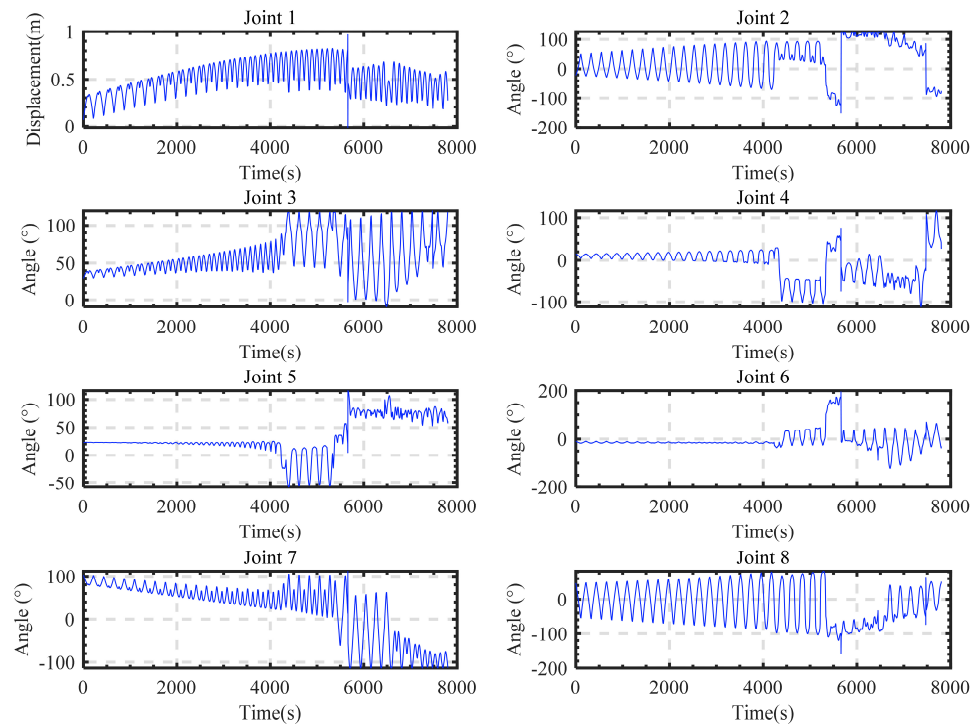 Joint 1
Displacement(m)
1
0.5
0
0 2000 4000 6000 8000
Time(s)
Joint 2
Angle (°)
100
0
-100
-200
0 2000 4000 6000 8000
Time(s)
Joint 3
Angle (°)
100
50
0
0 2000 4000 6000 8000
Time(s)
Joint 4
Angle (°)
100
0
-100
0 2000 4000 6000 8000
Time(s)
Joint 5
Angle (°)
100
50
0
-50
0 2000 4000 6000 8000
Time(s)
Joint 6
Angle (°)
200
0
-200
0 2000 4000 6000 8000
Time(s)
Joint 7
Angle (°)
100
0
-100
0 2000 4000 6000 8000
Time(s)
Joint 8
Angle (°)
0
-100
-200
0 2000 4000 6000 8000
Time(s)